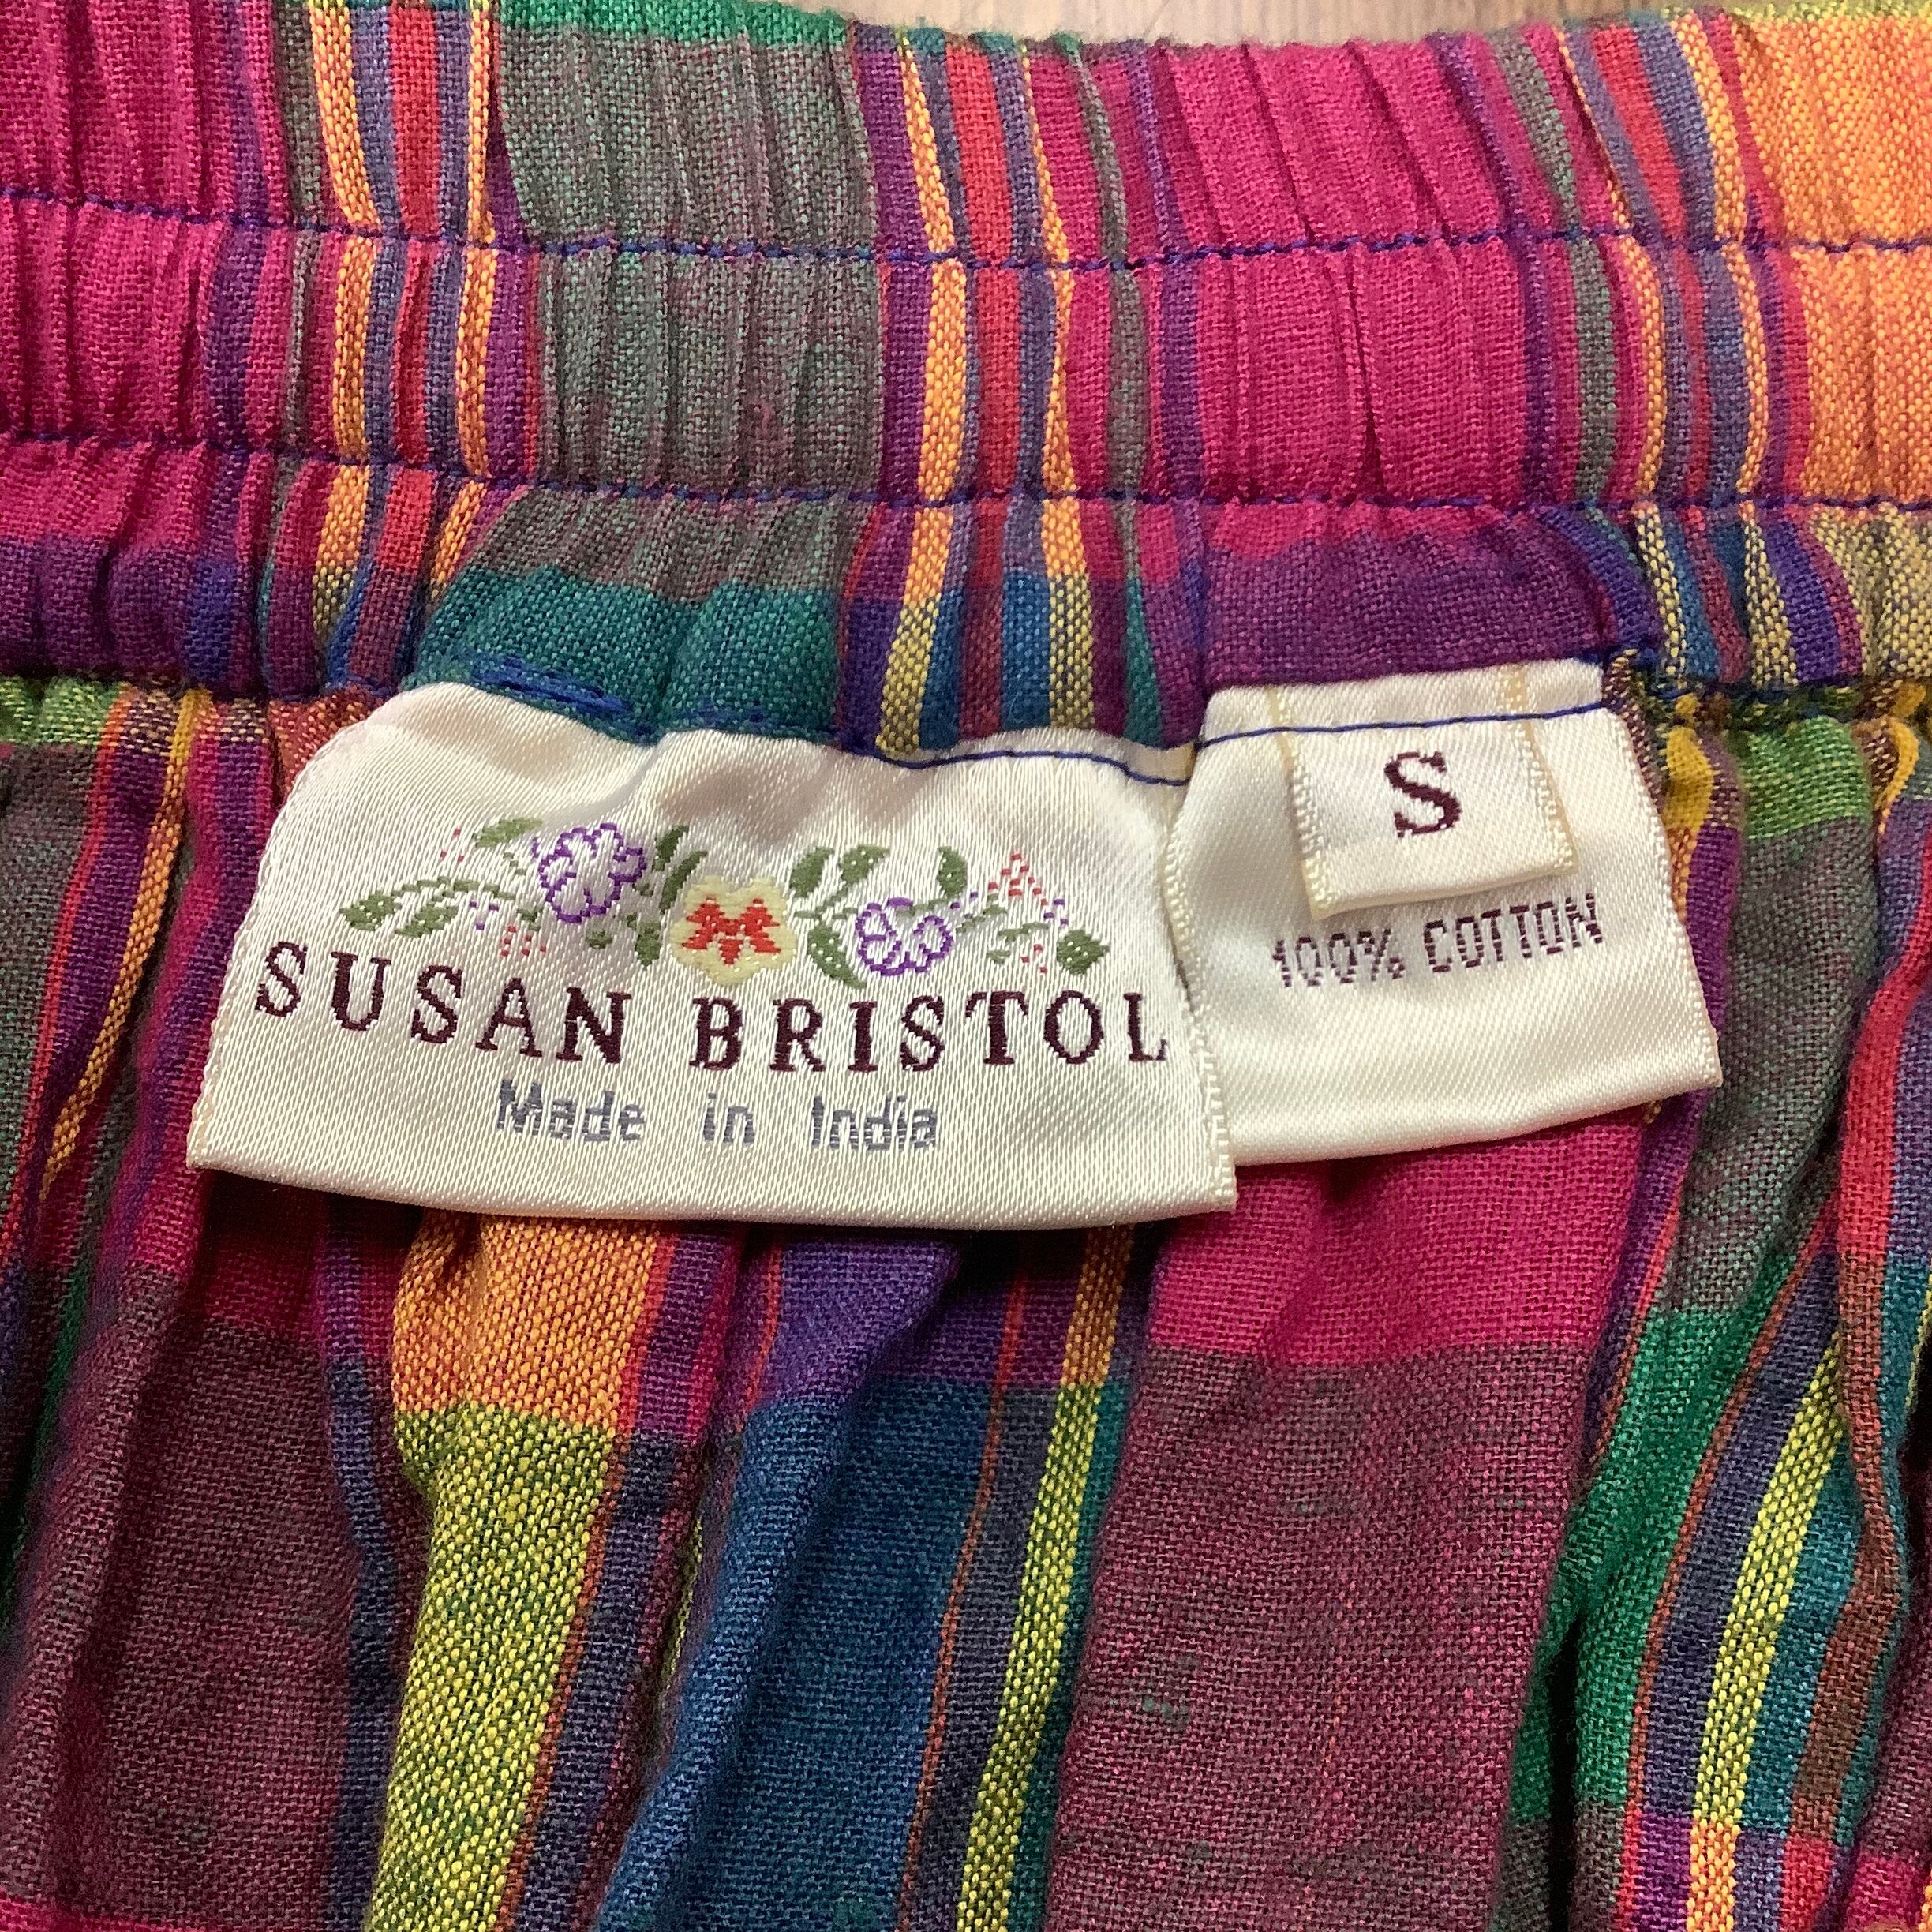 SUSAN BRISTOL
Made in India
S
100% COTTON